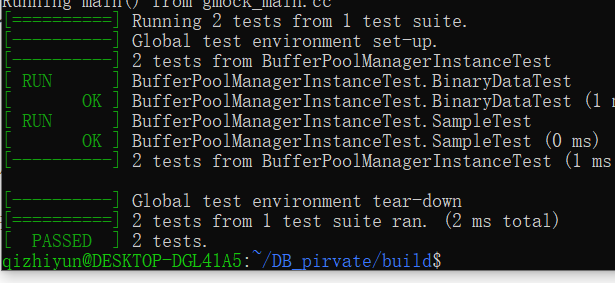 Running main() from gmock_main.cc
[==========] Running 2 tests from 1 test suite.
[----------] Global test environment set-up.
[----------] 2 tests from BufferPoolManagerInstanceTest
[ RUN      ] BufferPoolManagerInstanceTest.BinaryDataTest
[       OK ] BufferPoolManagerInstanceTest.BinaryDataTest (1 m
[ RUN      ] BufferPoolManagerInstanceTest.SampleTest
[       OK ] BufferPoolManagerInstanceTest.SampleTest (0 ms)
[----------] 2 tests from BufferPoolManagerInstanceTest (1 ms
[----------] Global test environment tear-down
[==========] 2 tests from 1 test suite ran. (2 ms total)
[  PASSED  ] 2 tests.
qizhiyun@DESKTOP-DGL41A5:~/DB_pirvate/build$